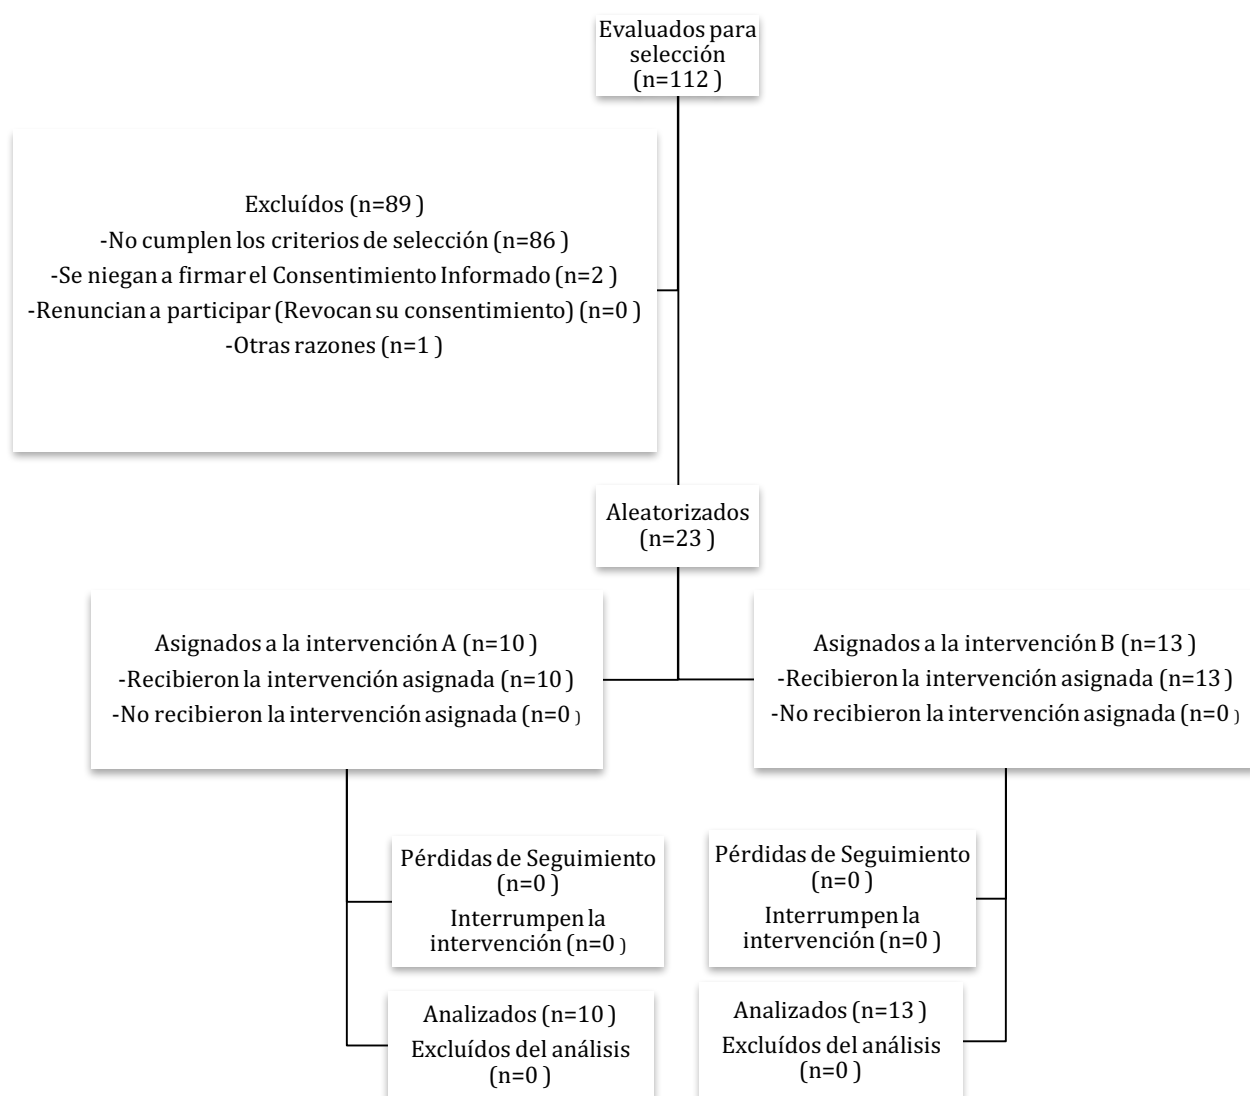 Evaluados para
selección
(n=112 )
Excluídos (n=89 )
-No cumplen los criterios de selección (n=86 )
-Se niegan a firmar el Consentimiento Informado (n=2 )
-Renuncian a participar (Revocan su consentimiento) (n=0 )
-Otras razones (n=1 )
Aleatorizados
(n=23 )
Asignados a la intervención A (n=10 )
-Recibieron la intervención asignada (n=10 )
-No recibieron la intervención asignada (n=0 )
Asignados a la intervención B (n=13 )
-Recibieron la intervención asignada (n=13 )
-No recibieron la intervención asignada (n=0 )
Pérdidas de Seguimiento
(n=0 )
Interrumpen la
intervención (n=0 )
Pérdidas de Seguimiento
(n=0 )
Interrumpen la
intervención (n=0 )
Analizados (n=10 )
Excluídos del análisis
(n=0 )
Analizados (n=13 )
Excluídos del análisis
(n=0 )